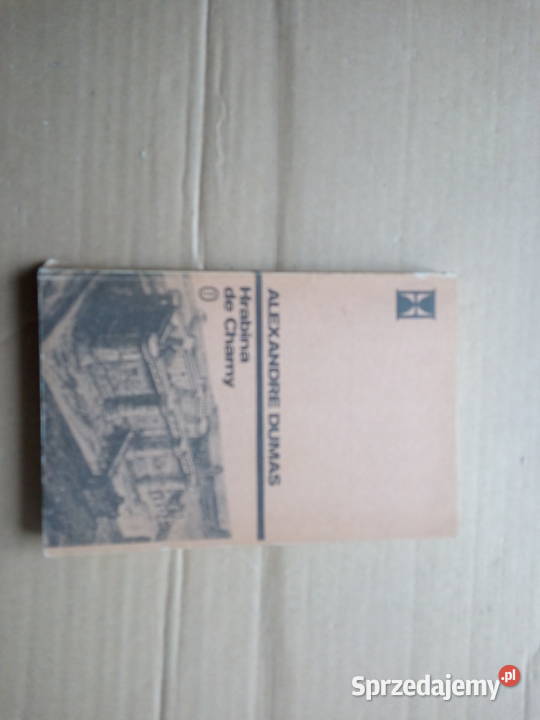 ALEXANDRE DUMAS
Hrabina
de Charny
Sprzedajemy.pl